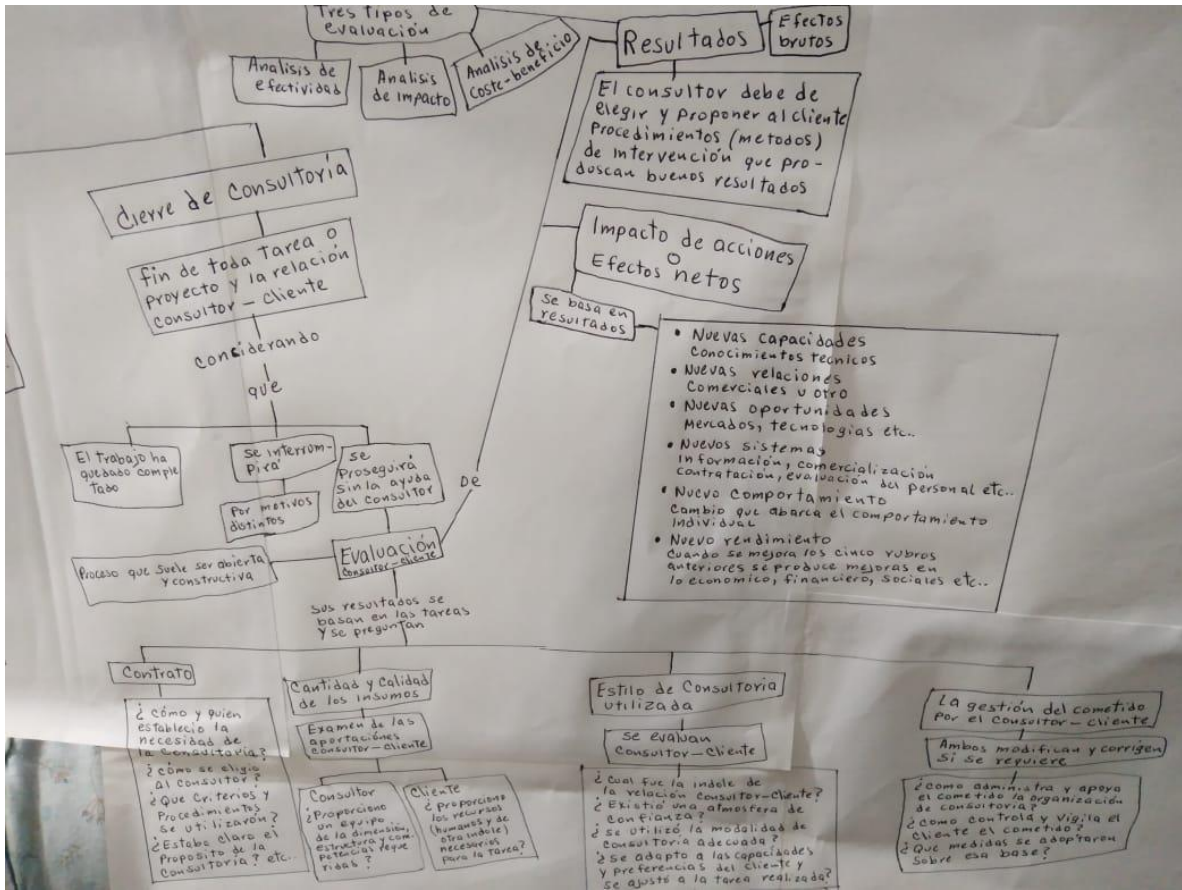 Tres Tipos de
evaluación
Analisis de
efectividad
Analisis
de impacto
Analisis de
coste-beneficio
Resultados
Efectos
brutos
El consultor debe de
elegir y proponer al cliente
Procedimientos (metodos)
de intervención que pro-
duscan buenos resultados
Cierre de Consultoría
fin de toda tarea o
proyecto y la relación
consultor-cliente
considerando
que
El trabajo ha
quedado comple
tado
se interrum-
pirá
Por motivos
distintos
se
Proseguirá
sin la ayuda
del consultor
De
Impacto de acciones
o
Efectos netos
se basa en
resultados
• Nuevas capacidades
Conocimientos tecnicos
• Nuevas relaciones
Comerciales u otro
• Nuevas oportunidades
Mercados, tecnologias etc..
• Nuevos sistemas
Información, comercialización
contratación, evaluación del personal etc..
• Nuevo comportamiento
Cambio que abarca el comportamiento
Individual
• Nuevo rendimiento
Cuando se mejora los cinco rubros
anteriores se produce mejoras en
lo economico, financiero, sociales etc..
Evaluación
consultor-cliente
Proceso que suele ser abierta
y constructiva
Sus resultados se
basan en las tareas
y se preguntan
Contrato
¿cómo y quien
establecio la
necesidad de
la Consultoria?
¿cómo se eligio
Al consultor?
¿Que Criterios y
Procedimientos
se utilizaron?
¿Estaba claro el
Proposito de la
Consultoria? etc..
Cantidad y Calidad
de los insumos
Examen de las
aportaciónes
consultor-cliente
Consultor
¿Proporciono
un equipo
de la dimensión,
estructura y com-
petencias reque
ridas?
Cliente
¿Proporciono
los recursos
(humanos y de
otra indole)
necesarios
para la tarea?
Estilo de Consultoria
utilizada
se evaluan
Consultor-Cliente
¿Cual fue la indole de
la relación Consultor-Cliente?
¿Existió una atmosfera de
Confianza?
¿se utilizó la modalidad de
Consultoria adecuada?
¿se adapto a las capacidades
y preferencias del cliente y
se ajustó a la tarea realizada?
La gestión del cometido
Por el consultor-cliente
Ambos modifican y corrigen
si se requiere
¿como administra y apoya
el cometido la organización
de consultoria?
¿como controla y vigila el
Cliente el cometido?
¿Que medidas se adoptaron
sobre esa base?